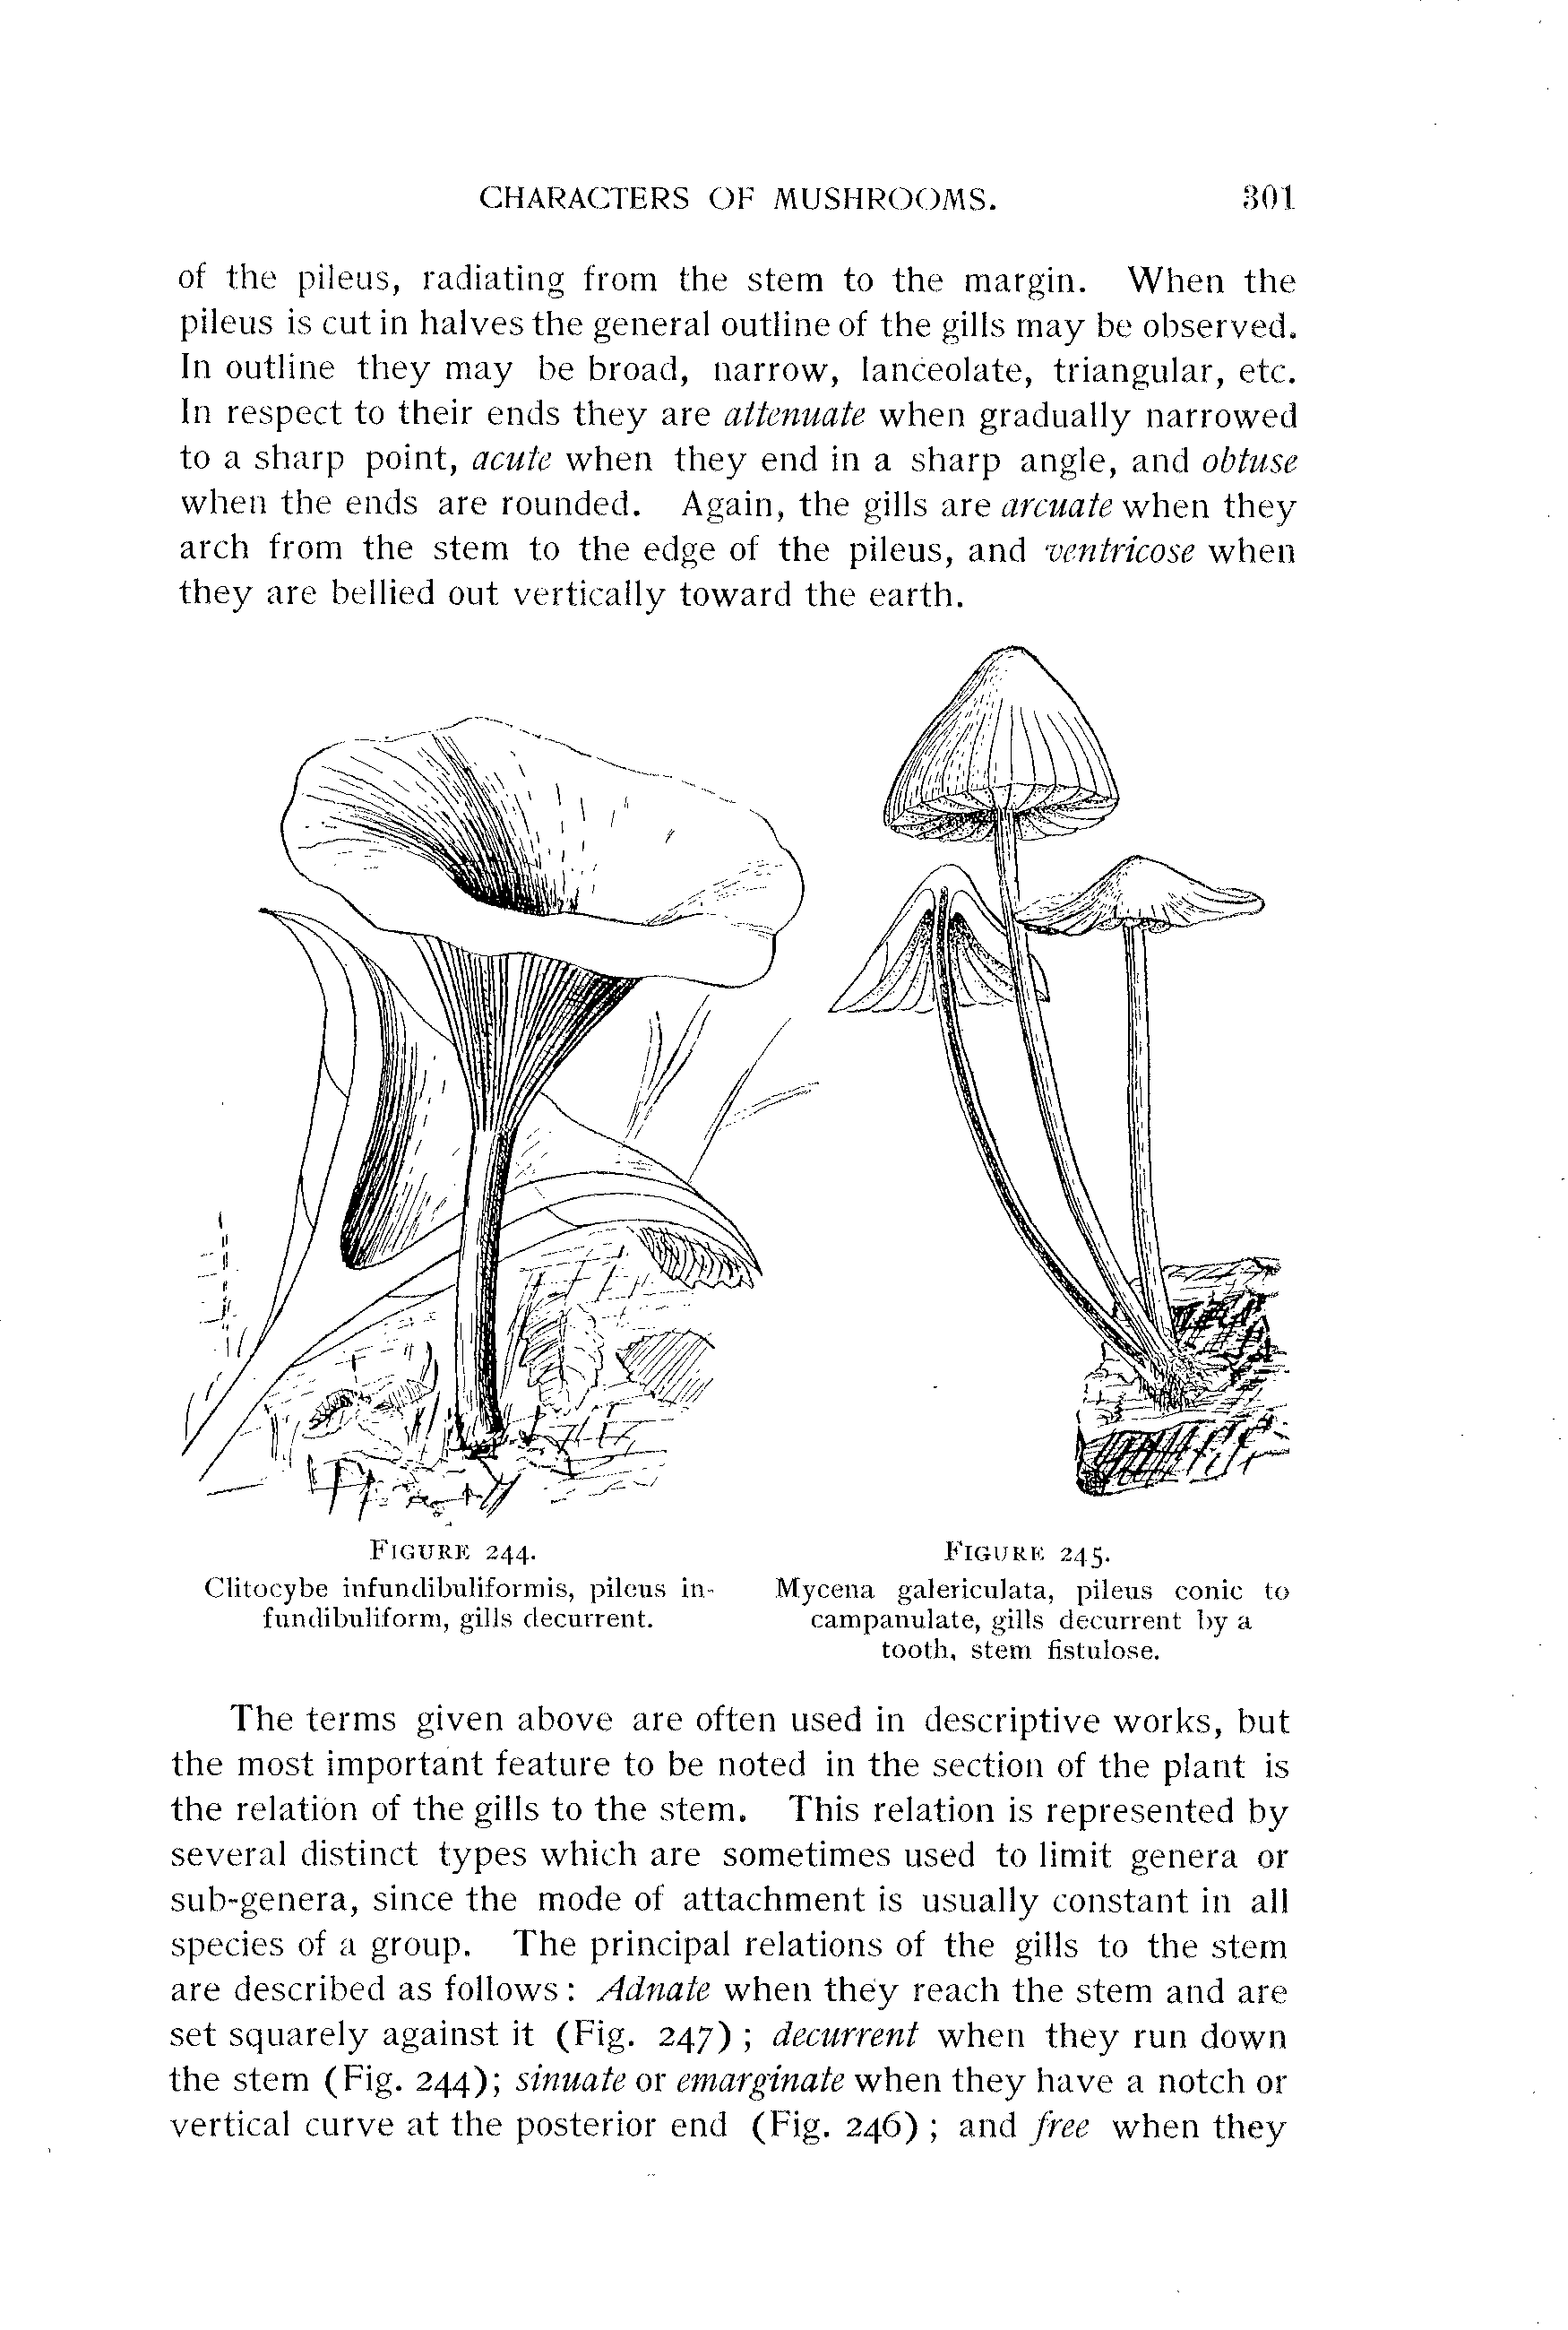 CHARACTERS OF MUSHROOMS. 301
of the pileus, radiating from the stem to the margin. When the
pileus is cut in halves the general outline of the gills may be observed.
In outline they may be broad, narrow, lanceolate, triangular, etc.
In respect to their ends they are attenuate when gradually narrowed
to a sharp point, acute when they end in a sharp angle, and obtuse
when the ends are rounded. Again, the gills are arcuate when they
arch from the stem to the edge of the pileus, and ventricose when
they are bellied out vertically toward the earth.
FIGURE 244.
Clitocybe infundibuliformis, pileus in-
fundibuliform, gills decurrent.
FIGURE 245.
Mycena galericulata, pileus conic to
campanulate, gills decurrent by a
tooth, stem fistulose.
The terms given above are often used in descriptive works, but
the most important feature to be noted in the section of the plant is
the relation of the gills to the stem. This relation is represented by
several distinct types which are sometimes used to limit genera or
sub-genera, since the mode of attachment is usually constant in all
species of a group. The principal relations of the gills to the stem
are described as follows: Adnate when they reach the stem and are
set squarely against it (Fig. 247); decurrent when they run down
the stem (Fig. 244); sinuate or emarginate when they have a notch or
vertical curve at the posterior end (Fig. 246); and free when they